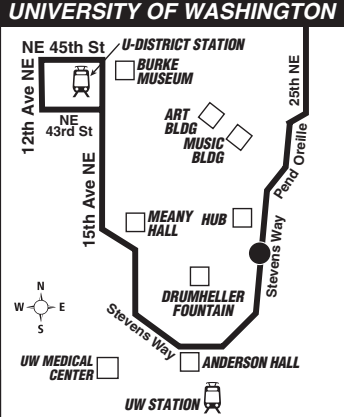 UNIVERSITY OF WASHINGTON
NE 45th St
U-DISTRICT STATION
BURKE
MUSEUM
12th Ave NE
NE
43rd St
25th NE
ART
BLDG
MUSIC
BLDG
Pend Oreille
15th Ave NE
MEANY
HALL
HUB
Stevens Way
N
W
E
S
DRUMHELLER
FOUNTAIN
Stevens Way
UW MEDICAL
CENTER
ANDERSON HALL
UW STATION